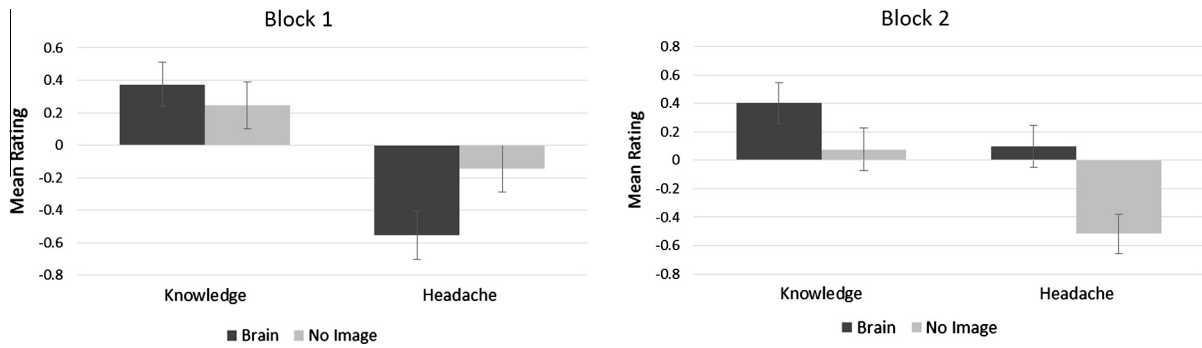 Block 1
Mean Rating
0.6
0.4
0.2
0
-0.2
-0.4
-0.6
-0.8
Knowledge Headache
Brain No Image
Block 2
Mean Rating
0.8
0.6
0.4
0.2
0
-0.2
-0.4
-0.6
-0.8
Knowledge Headache
Brain No Image